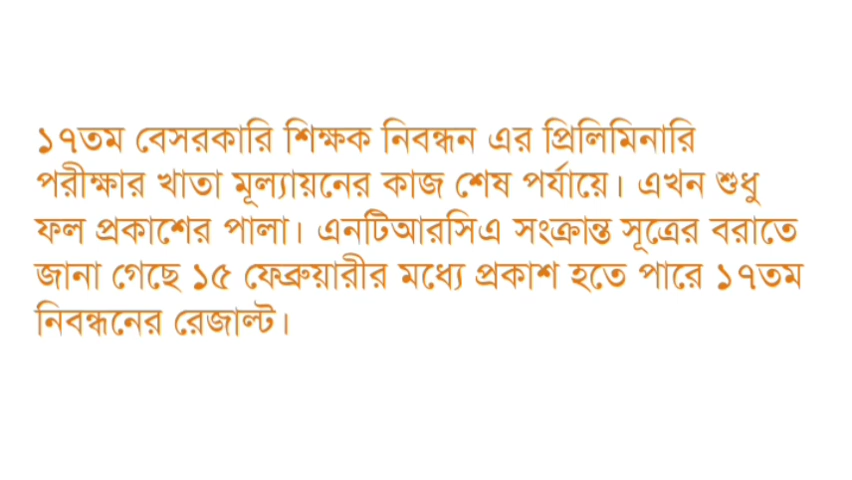 ১৭তম বেসরকারি শিক্ষক নিবন্ধন এর প্রিলিমিনারি
পরীক্ষার খাতা মূল্যায়নের কাজ শেষ পর্যায়ে। এখন শুধু
ফল প্রকাশের পালা। এনটিআরসিএ সংক্রান্ত সূত্রের বরাতে
জানা গেছে ১৫ ফেব্রুয়ারীর মধ্যে প্রকাশ হতে পারে ১৭তম
নিবন্ধনের রেজাল্ট।